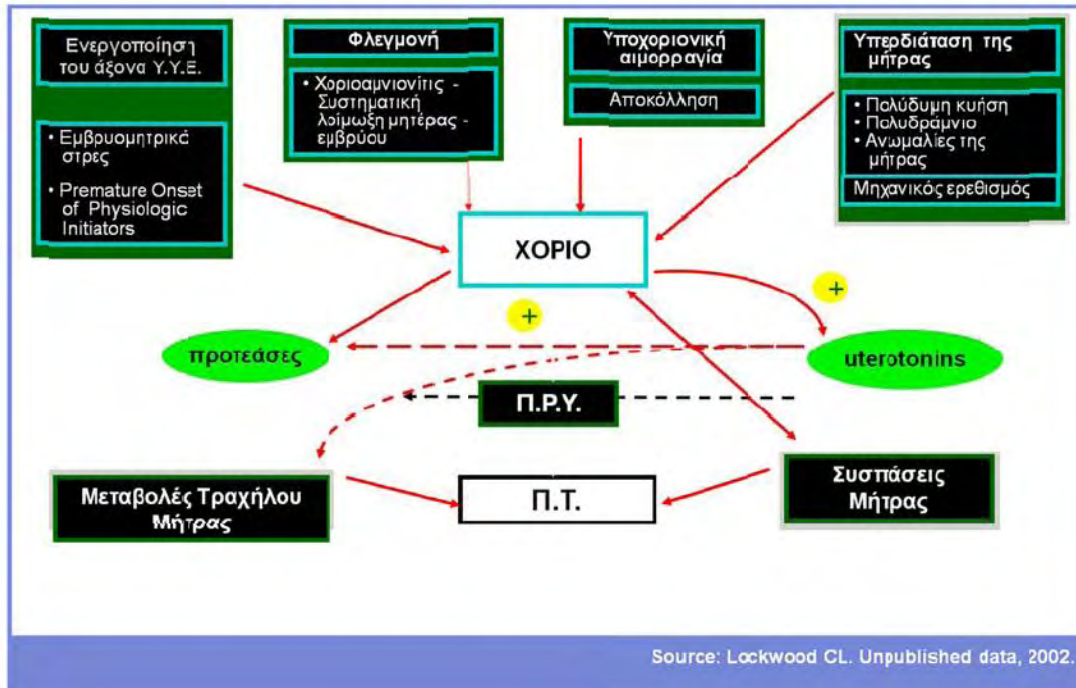 Ενεργοποίηση
του άξονα Υ.Υ.Ε.
• Εμβρυομητρικά
στρες
• Premature Onset
of Physiologic
Initiators
Φλεγμονή
• Χοριοαμνιονίτις -
Συστηματική
λοίμωξη μητέρας -
εμβρύου
Υποχοριονική
αιμορραγία
Αποκόλληση
Υπερδιάταση της
μήτρας
• Πολύδυμη κυήση
• Πολυδράμνιο
• Ανωμαλίες της
μήτρας
Μηχανικός ερεθισμός
ΧΟΡΙΟ
+
+
προτεάσες
uterotonins
Π.Ρ.Υ.
Μεταβολές Τραχήλου
Μήτρας
Π.Τ.
Συσπάσεις
Μήτρας
Source: Lockwood CL. Unpublished data, 2002.